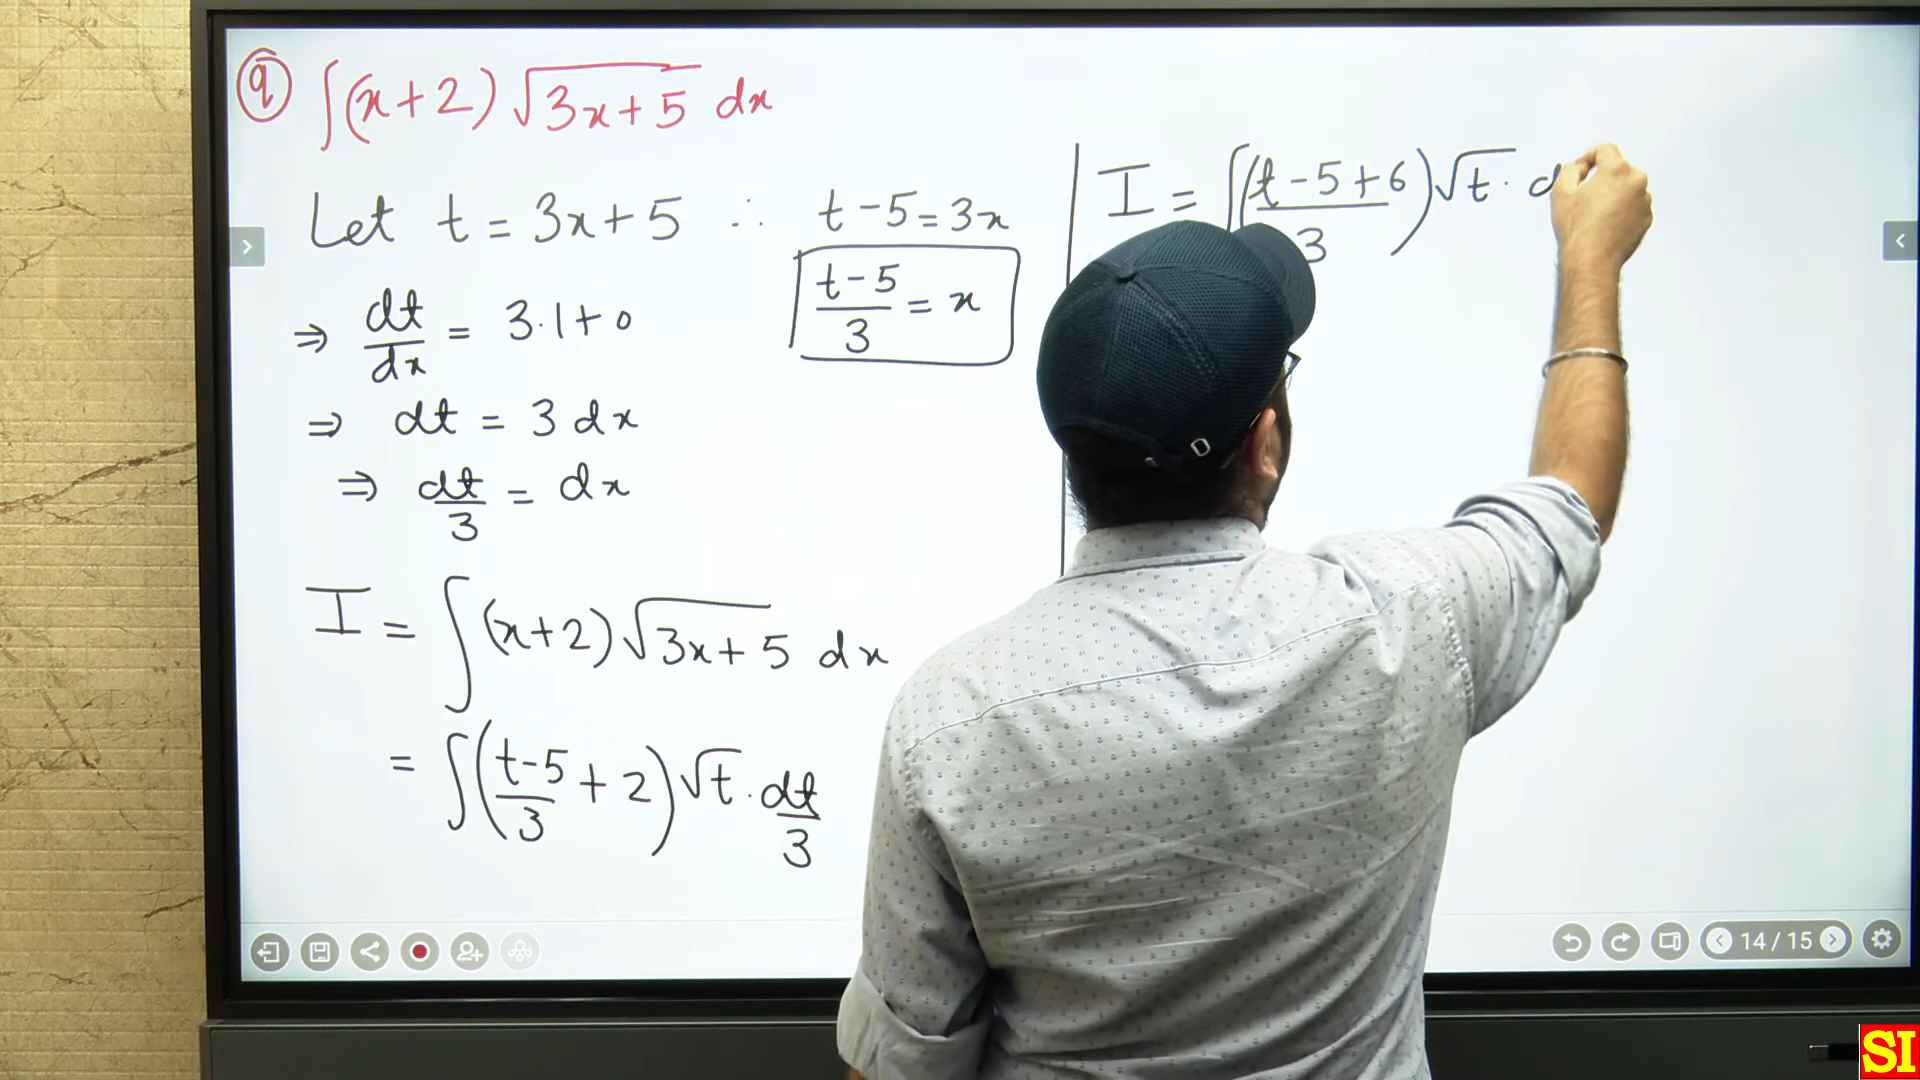 q ∫(x+2)√3x+5 dx
Let t = 3x+5 ∴ t-5=3x
t-5/3 = x
⇒ dt/dx = 3.1+0
⇒ dt = 3 dx
⇒ dt/3 = dx
I = ∫(x+2)√3x+5 dx
= ∫(t-5/3 + 2)√t . dt/3
I = ∫(t-5+6/3)√t . d
14/15
SI